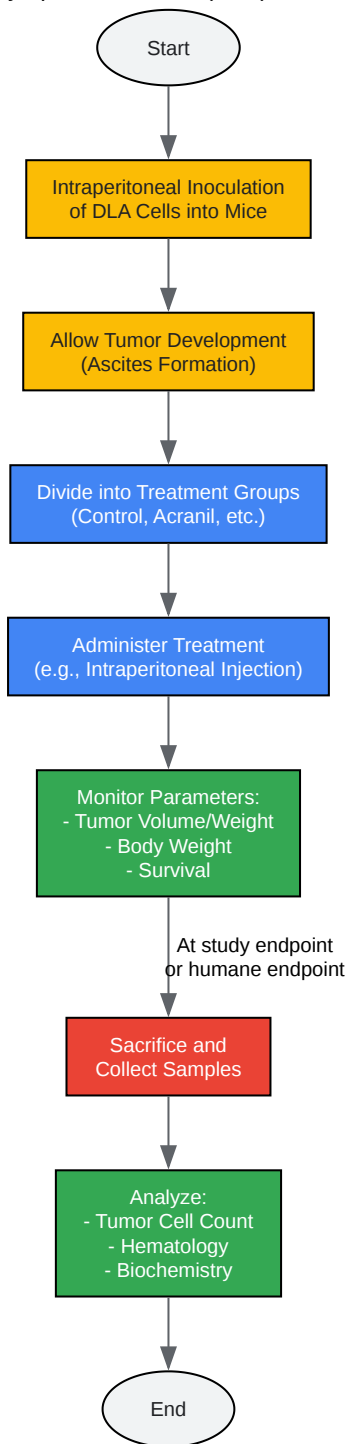 Start
Intraperitoneal Inoculation
of DLA Cells into Mice
Allow Tumor Development
(Ascites Formation)
Divide into Treatment Groups
(Control, Acranil, etc.)
Administer Treatment
(e.g., Intraperitoneal Injection)
Monitor Parameters:
- Tumor Volume/Weight
- Body Weight
- Survival
At study endpoint
or humane endpoint
Sacrifice and
Collect Samples
Analyze:
- Tumor Cell Count
- Hematology
- Biochemistry
End